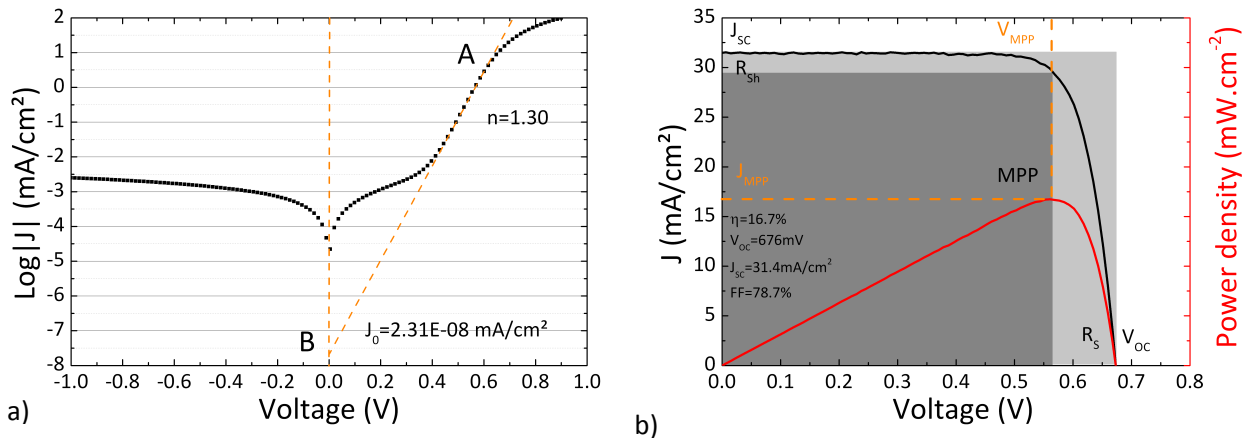 2
1
0
-1
-2
-3
-4
-5
-6
-7
-8
Log|J| (mA/cm²)
A
n=1.30
B
J0=2.31E-08 mA/cm²
-1.0 -0.8 -0.6 -0.4 -0.2 0.0 0.2 0.4 0.6 0.8 1.0
Voltage (V)
a)
35
30
25
20
15
10
5
0
J (mA/cm²)
JSC
VMPP
RSh
JMPP
MPP
η=16.7%
VOC=676mV
JSC=31.4mA/cm²
FF=78.7%
RS VOC
0.0 0.1 0.2 0.3 0.4 0.5 0.6 0.7 0.8
Voltage (V)
Power density (mW.cm-2)
b)